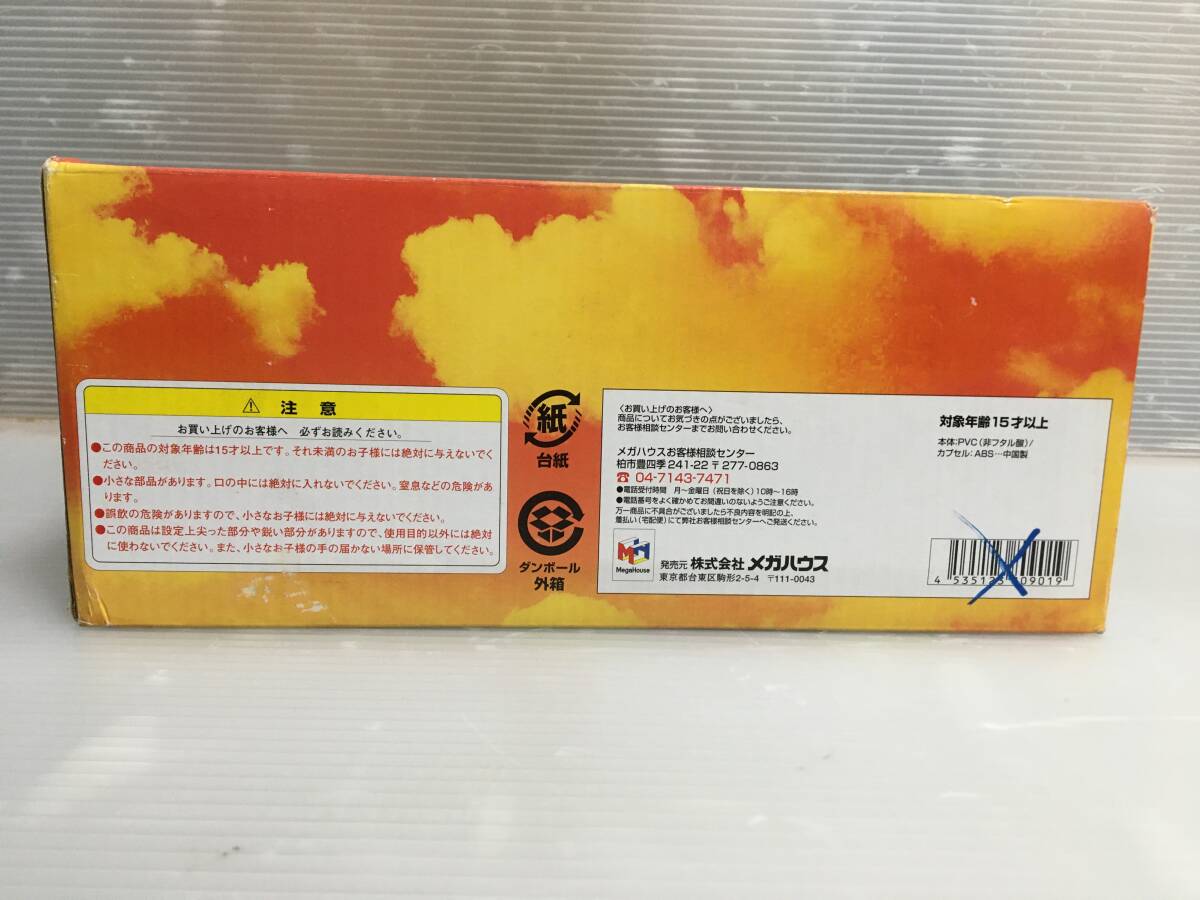 注意
お買い上げのお客様へ 必ずお読みください。
●この商品の対象年齢は15才以上です。それ未満のお子様には絶対に与えないでく
ださい。
●小さな部品があります。口の中には絶対に入れないでください。窒息などの危険があ
ります。
●誤飲の危険がありますので、小さなお子様には絶対に与えないでください。
●この商品は設定上尖った部分や鋭い部分がありますので、使用目的以外には絶対
に使わないでください。また、小さなお子様の手の届かない場所に保管してください。
紙
台紙
ダンボール
外箱
〈お買い上げのお客様へ〉
商品についてお気づきの点がございましたら、
お客様相談センターまでお問い合わせください。
メガハウスお客様相談センター
柏市豊四季241-22 〒277-0863
☎04-7143-7471
●電話受付時間 月〜金曜日(祝日を除く)10時〜16時
●電話番号をよく確かめてお間違いのないようご注意ください。
万一商品に不具合がございましたら不良内容を明記の上、
着払い(宅配便)にて弊社お客様相談センターへご発送ください。
MegaHouse
発売元 株式会社 メガハウス
東京都台東区駒形2-5-4 〒111-0043
対象年齢15才以上
本体:PVC(非フタル酸)/
カプセル:ABS…中国製
4 535123 809019